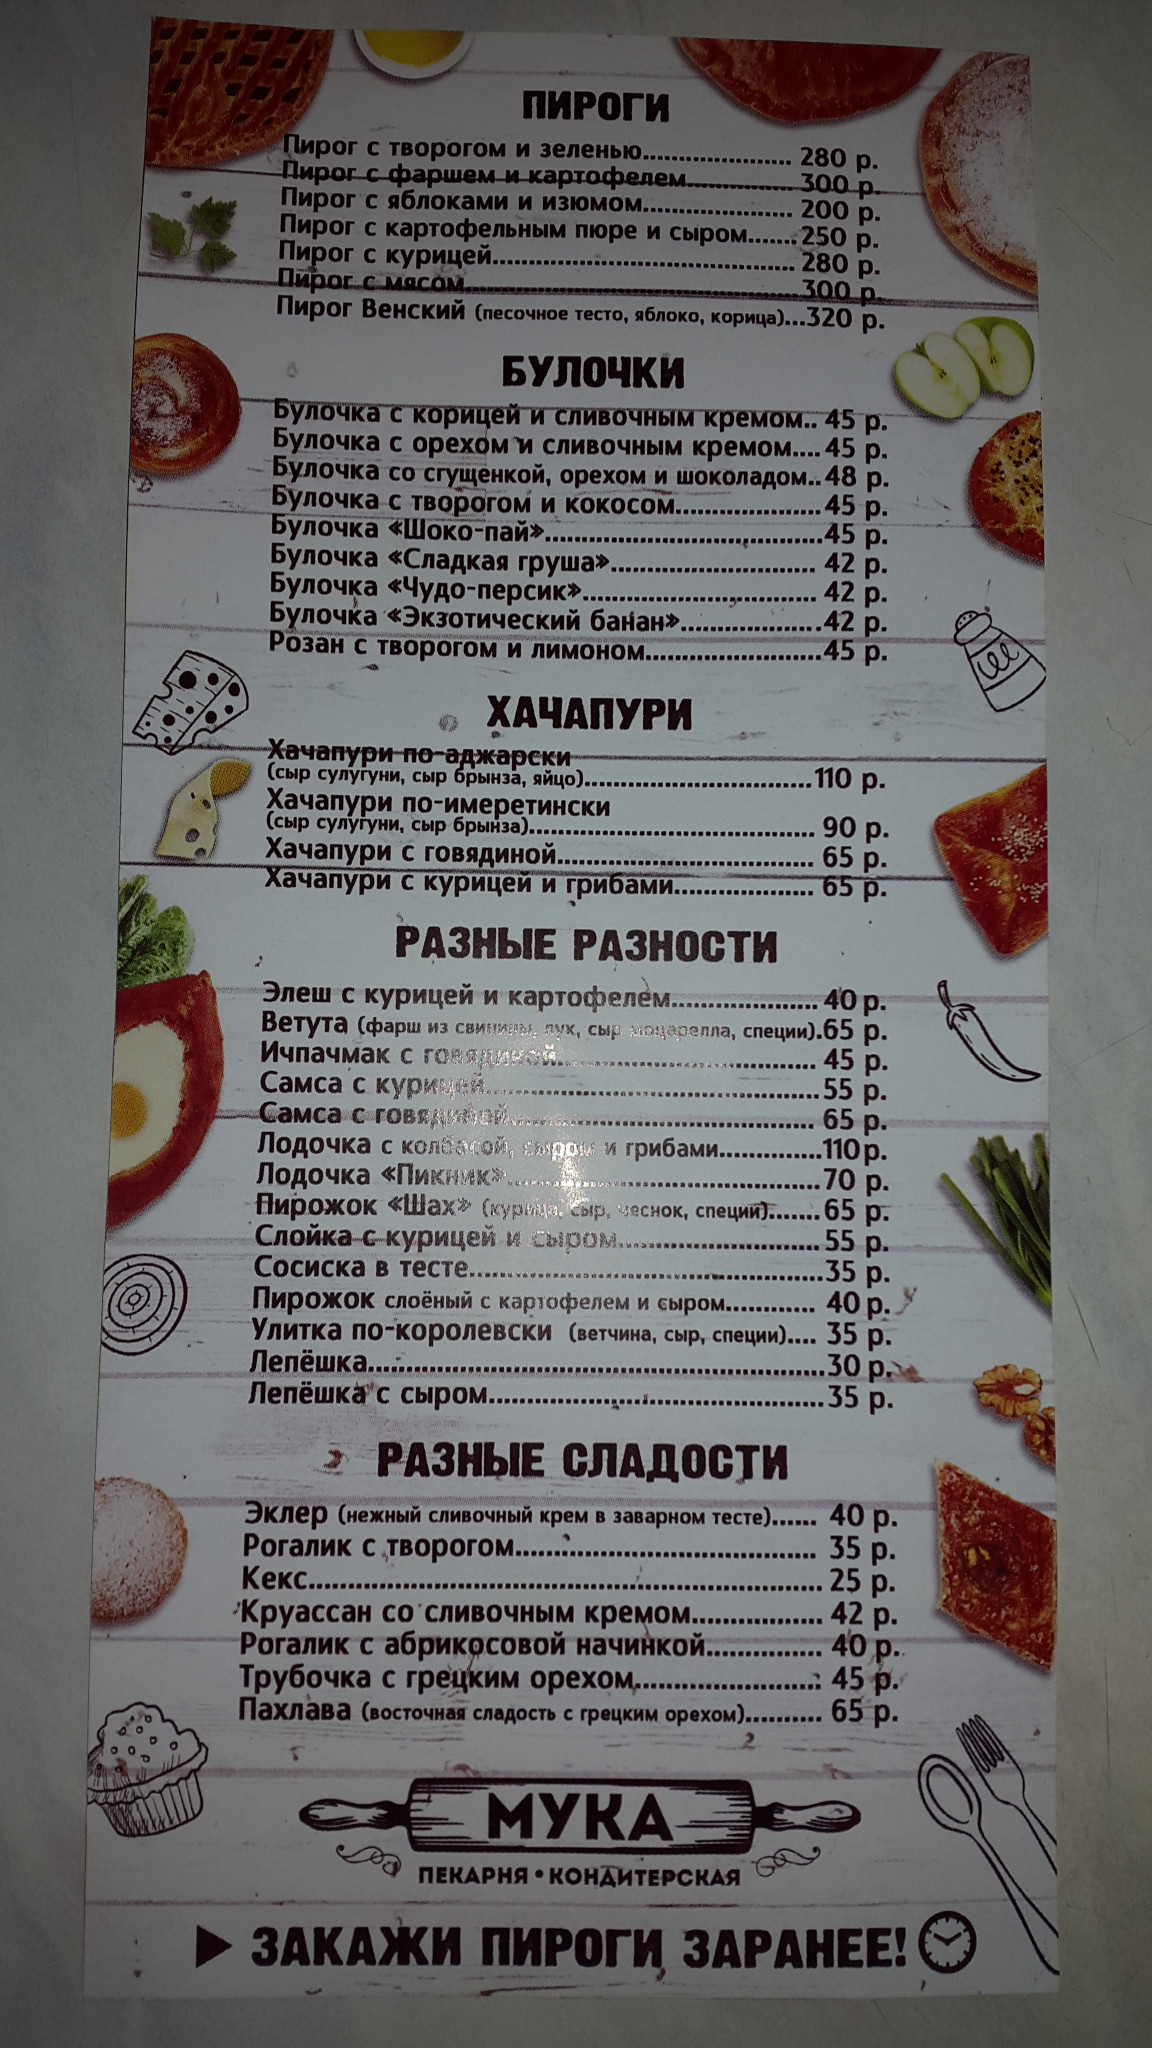 ПИРОГИ
Пирог с творогом и зеленью...................... 280 р.
Пирог с фаршем и картофелем................ 300 р.
Пирог с яблоками и изюмом...................... 200 р.
Пирог с картофельным пюре и сыром.......250 р.
Пирог с курицей............................................ 280 р.
Пирог с мясом................................................300 р.
Пирог Венский (песочное тесто, яблоко, корица)...320 р.
БУЛОЧКИ
Булочка с корицей и сливочным кремом.. 45 р.
Булочка с орехом и сливочным кремом.... 45 р.
Булочка со сгущенкой, орехом и шоколадом.. 48 р.
Булочка с творогом и кокосом.....................45 р.
Булочка «Шоко-пай»........................................45 р.
Булочка «Сладкая груша».............................. 42 р.
Булочка «Чудо-персик».................................. 42 р.
Булочка «Экзотический банан».....................42 р.
Розан с творогом и лимоном.........................45 р.
ХАЧАПУРИ
Хачапури по-аджарски
(сыр сулугуни, сыр брынза, яйцо).................................110 р.
Хачапури по-имеретински
(сыр сулугуни, сыр брынза)......................................... 90 р.
Хачапури с говядиной..................................... 65 р.
Хачапури с курицей и грибами.................... 65 р.
РАЗНЫЕ РАЗНОСТИ
Элеш с курицей и картофелем..................... 40 р.
Ветута (фарш из свинины, лук, сыр моцарелла, специи).65 р.
Ичпачмак с говядиной...................................... 45 р.
Самса с курицей.................................................55 р.
Самса с говядиной............................................. 65 р.
Лодочка с колбасой, сыром и грибами...............110 р.
Лодочка «Пикник»..............................................70 р.
Пирожок «Шах» (курица, сыр, чеснок, специи).......65 р.
Слойка с курицей и сыром.............................55 р.
Сосиска в тесте...................................................35 р.
Пирожок слоёный с картофелем и сыром............. 40 р.
Улитка по-королевски (ветчина, сыр, специи).... 35 р.
Лепёшка..................................................................30 р.
Лепёшка с сыром................................................35 р.
РАЗНЫЕ СЛАДОСТИ
Эклер (нежный сливочный крем в заварном тесте)...... 40 р.
Рогалик с творогом........................................... 35 р.
Кекс......................................................................... 25 р.
Круассан со сливочным кремом................... 42 р.
Рогалик с абрикосовой начинкой................ 40 р.
Трубочка с грецким орехом........................... 45 р.
Пахлава (восточная сладость с грецким орехом)........... 65 р.
МУКА
ПЕКАРНЯ • КОНДИТЕРСКАЯ
ЗАКАЖИ ПИРОГИ ЗАРАНЕЕ!